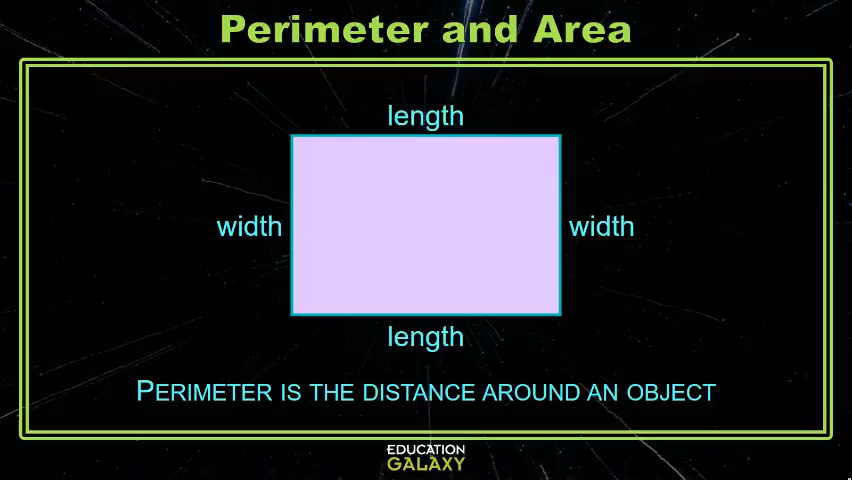 Perimeter and Area
length
width width
length
PERIMETER IS THE DISTANCE AROUND AN OBJECT
EDUCATION
GALAXY